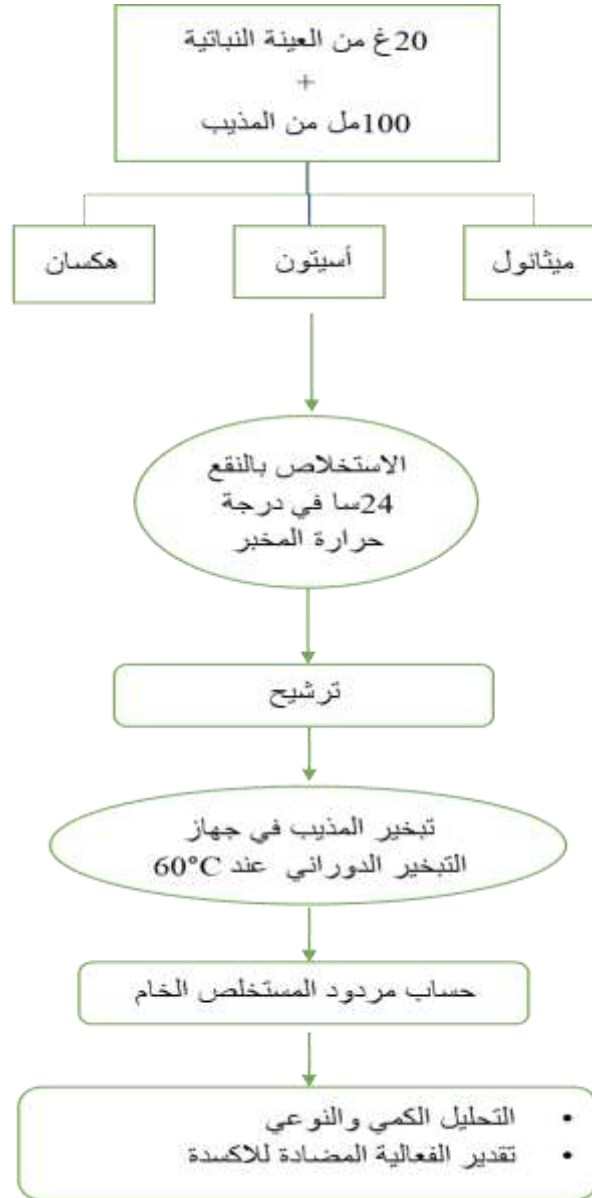 20غ من العينة النباتية
+
100مل من المذيب
ميثانول
أسيتون
هكسان
الاستخلاص بالنقع
24سا في درجة
حرارة المخبر
ترشيح
تبخير المذيب في جهاز
التبخير الدوراني عند 60°C
حساب مردود المستخلص الخام
• التحليل الكمي والنوعي
• تقدير الفعالية المضادة للاكسدة